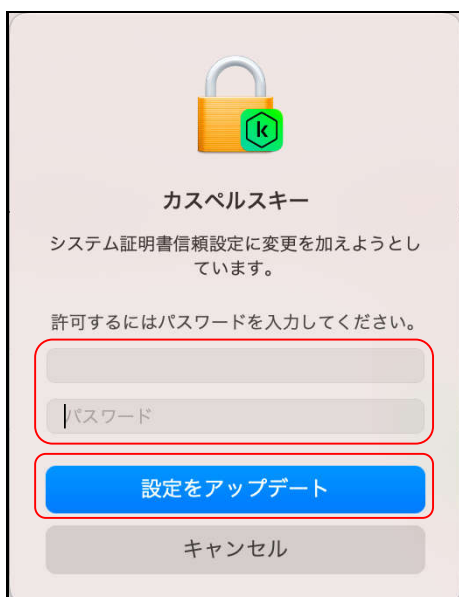 カスペルスキー
システム証明書信頼設定に変更を加えようとし
ています。
許可するにはパスワードを入力してください。
パスワード
設定をアップデート
キャンセル